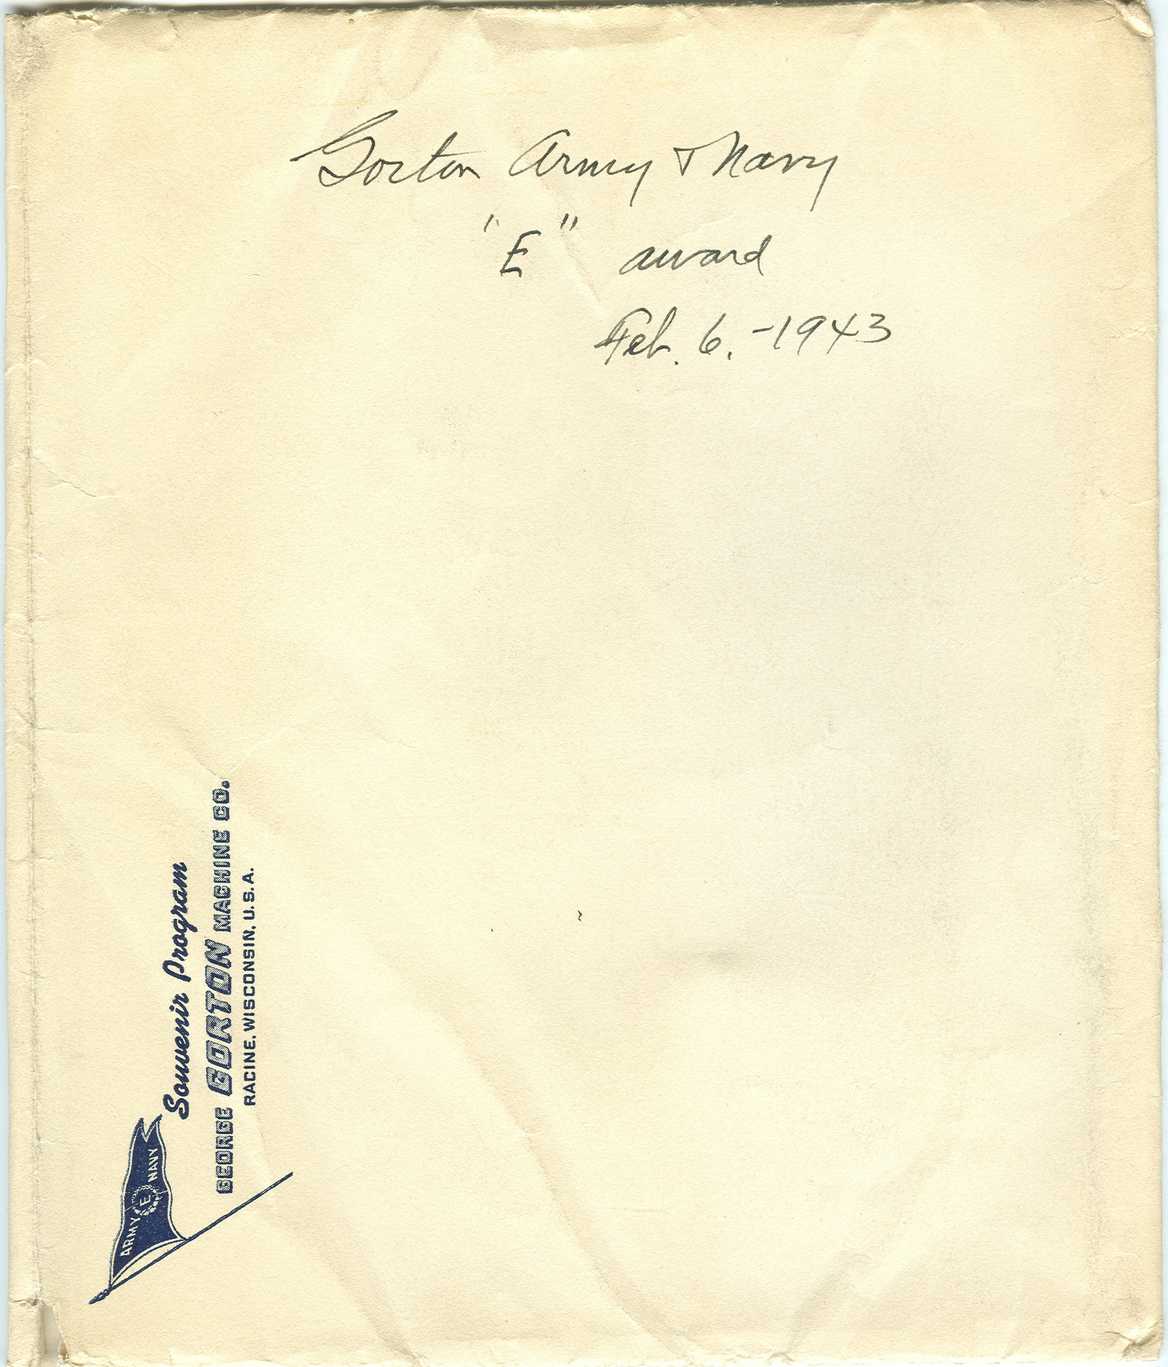 Gorton Army & Navy
"E" award
Feb. 6, -1943
Souvenir Program
GEORGE GORTON MACHINE CO.
RACINE, WISCONSIN, U.S.A.
ARMY E NAVY